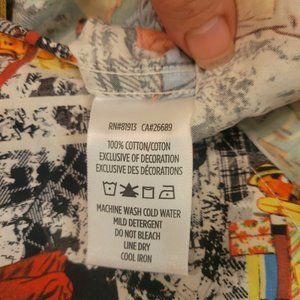 RN#81913 CA#26689
100% COTTON/COTON
EXCLUSIVE OF DECORATION
EXCLUSIVE DES DÉCORATIONS
MACHINE WASH COLD WATER
MILD DETERGENT
DO NOT BLEACH
LINE DRY
COOL IRON